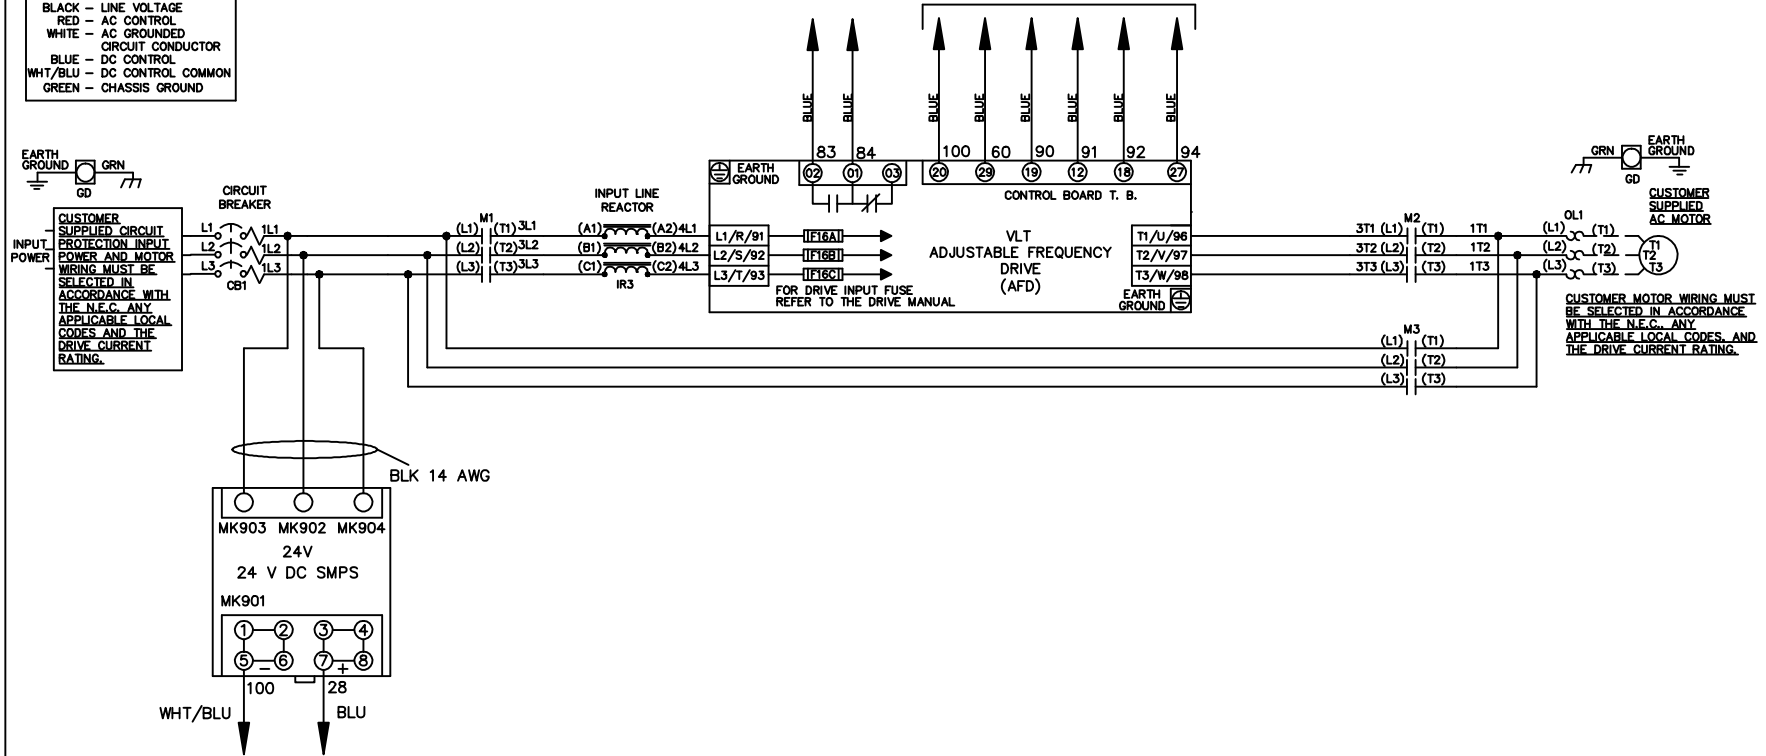 BLACK – LINE VOLTAGE
RED – AC CONTROL
WHITE – AC GROUNDED
CIRCUIT CONDUCTOR
BLUE – DC CONTROL
WHT/BLU – DC CONTROL COMMON
GREEN – CHASSIS GROUND
EARTH
GROUND
GRN
GD
CIRCUIT
BREAKER
INPUT
POWER
CUSTOMER
SUPPLIED CIRCUIT
PROTECTION INPUT
POWER AND MOTOR
WIRING MUST BE
SELECTED IN
ACCORDANCE WITH
THE N.E.C. ANY
APPLICABLE LOCAL
CODES AND THE
DRIVE CURRENT
RATING.
L1 1L1
L2 1L2
L3 1L3
CB1
M1
(L1) (T1) 3L1
(L2) (T2) 3L2
(L3) (T3) 3L3
INPUT LINE
REACTOR
(A1) (A2) 4L1
(B1) (B2) 4L2
(C1) (C2) 4L3
IR3
BLUE BLUE BLUE BLUE BLUE BLUE BLUE BLUE
83 84 100 60 90 91 92 94
EARTH
GROUND
02 01 03 20 29 19 12 18 27
CONTROL BOARD T. B.
L1/R/91 F16A
L2/S/92 F16B
L3/T/93 F16C
FOR DRIVE INPUT FUSE
REFER TO THE DRIVE MANUAL
VLT
ADJUSTABLE FREQUENCY
DRIVE
(AFD)
T1/U/96
T2/V/97
T3/W/98
EARTH
GROUND
M2
3T1 (L1) (T1) 1T1
3T2 (L2) (T2) 1T2
3T3 (L3) (T3) 1T3
M3
(L1) (T1)
(L2) (T2)
(L3) (T3)
OL1
(L1) (T1)
(L2) (T2)
(L3) (T3)
T1
T2
T3
GRN
EARTH
GROUND
GD
CUSTOMER
SUPPLIED
AC MOTOR
CUSTOMER MOTOR WIRING MUST
BE SELECTED IN ACCORDANCE
WITH THE N.E.C., ANY
APPLICABLE LOCAL CODES, AND
THE DRIVE CURRENT RATING.
BLK 14 AWG
MK903 MK902 MK904
24V
24 V DC SMPS
MK901
1 2 3 4
5 6 7 8
– +
100 28
WHT/BLU BLU